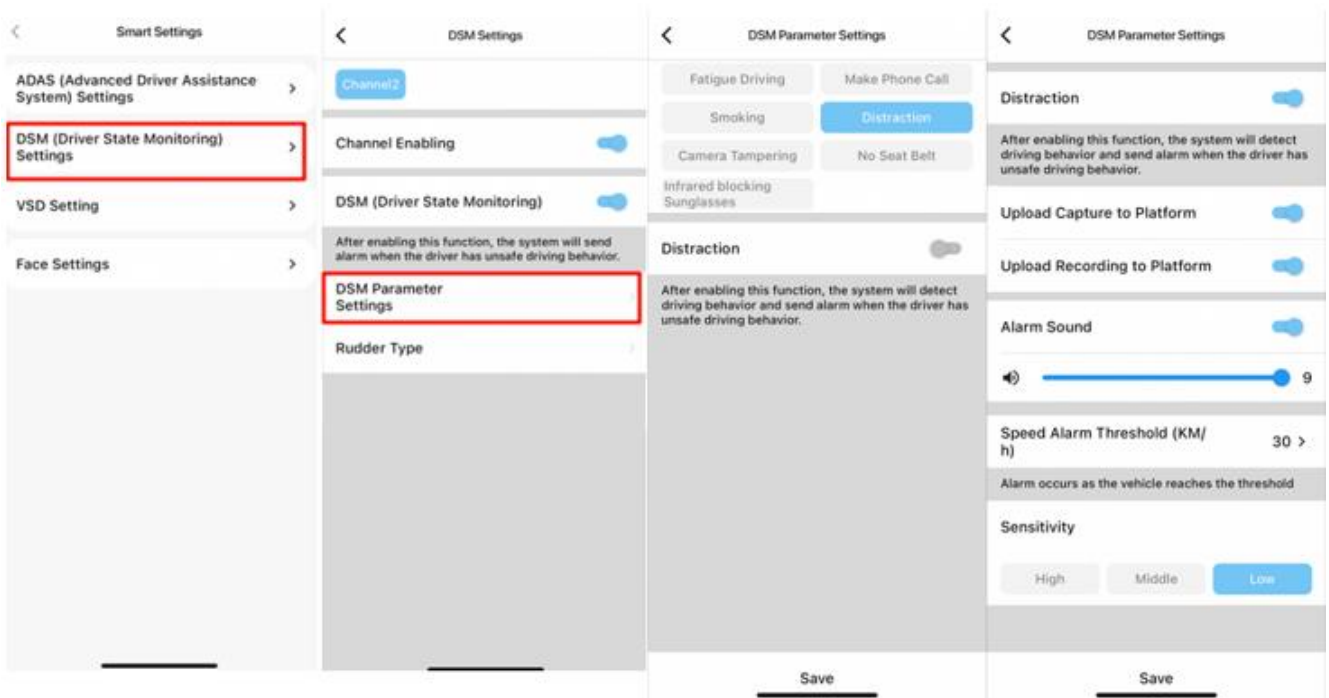 Smart Settings
ADAS (Advanced Driver Assistance
System) Settings
DSM (Driver State Monitoring)
Settings
VSD Setting
Face Settings
DSM Settings
Channel2
Channel Enabling
DSM (Driver State Monitoring)
After enabling this function, the system will send
alarm when the driver has unsafe driving behavior.
DSM Parameter
Settings
Rudder Type
DSM Parameter Settings
Fatigue Driving
Make Phone Call
Smoking
Distraction
Camera Tampering
No Seat Belt
Infrared blocking
Sunglasses
Distraction
After enabling this function, the system will detect
driving behavior and send alarm when the driver has
unsafe driving behavior.
Save
DSM Parameter Settings
Distraction
After enabling this function, the system will detect
driving behavior and send alarm when the driver has
unsafe driving behavior.
Upload Capture to Platform
Upload Recording to Platform
Alarm Sound
9
Speed Alarm Threshold (KM/
h)
30
Alarm occurs as the vehicle reaches the threshold
Sensitivity
High
Middle
Low
Save